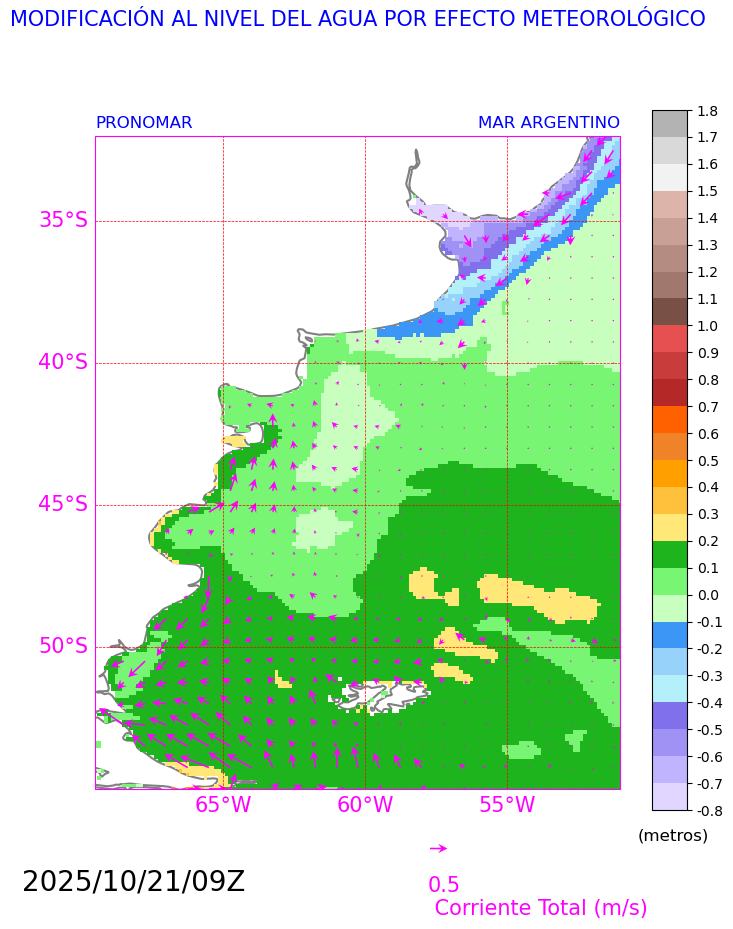 MODIFICACIÓN AL NIVEL DEL AGUA POR EFECTO METEOROLÓGICO
PRONOMAR
MAR ARGENTINO
35°S
40°S
45°S
50°S
65°W
60°W
55°W
1.8
1.7
1.6
1.5
1.4
1.3
1.2
1.1
1.0
0.9
0.8
0.7
0.6
0.5
0.4
0.3
0.2
0.1
0.0
-0.1
-0.2
-0.3
-0.4
-0.5
-0.6
-0.7
-0.8
(metros)
2025/10/21/09Z
0.5
Corriente Total (m/s)